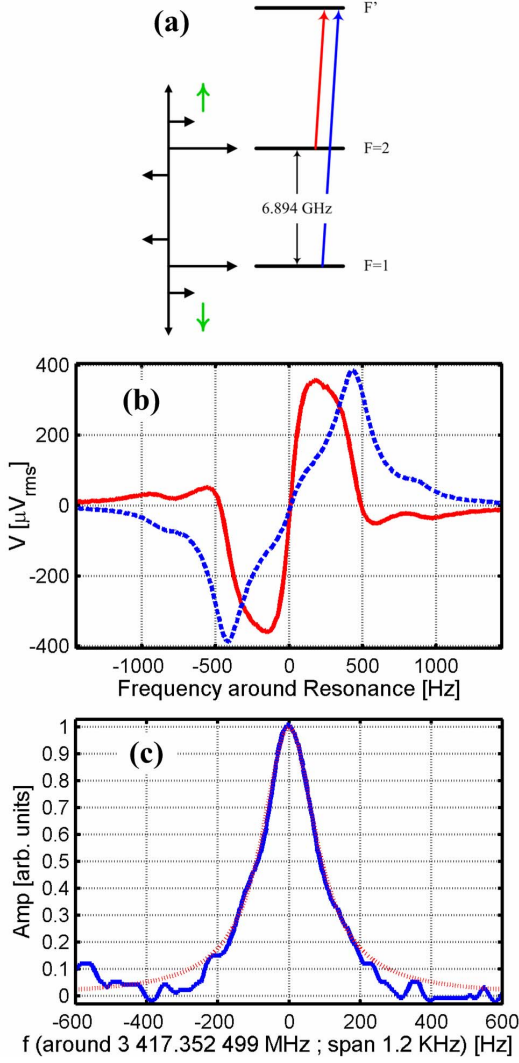 (a)
F'
F=2
6.894 GHz
F=1
(b)
400
200
0
-200
-400
V [μVrms]
-1000 -500 0 500 1000
Frequency around Resonance [Hz]
(c)
1
0.9
0.8
0.7
0.6
0.5
0.4
0.3
0.2
0.1
0
Amp [arb. units]
-600 -400 -200 0 200 400 600
f (around 3 417.352 499 MHz ; span 1.2 KHz) [Hz]